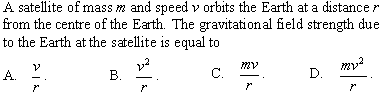 A satellite of mass m and speed v orbits the Earth at a distance r
from the centre of the Earth. The gravitational field strength due
to the Earth at the satellite is equal to
A. v/r. B. v²/r. C. mv/r. D. mv²/r.